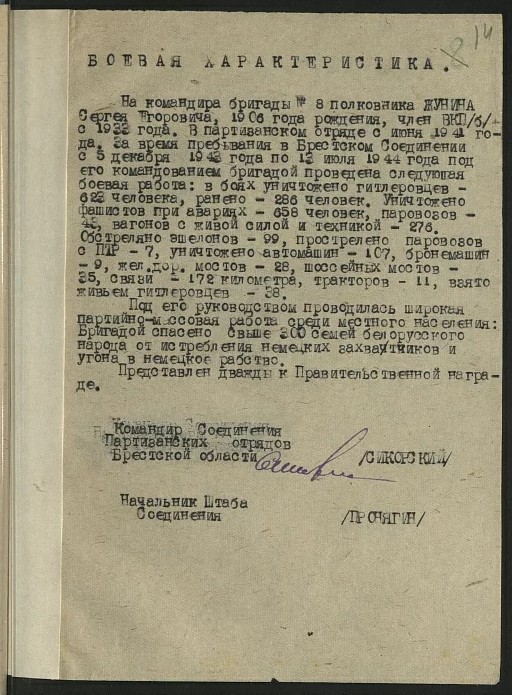 14
8
БОЕВАЯ ХАРАКТЕРИСТИКА.
На командира бригады № 8 полковника ЖУНИНА
Сергея Егоровича, 1906 года рождения, член ВКП/б/
с 1932 года. В партизанском отряде с июня 1941 го-
да. За время пребывания в Брестском Соединении
с 5 декабря 1943 года по 13 июля 1944 года под
его командованием бригадой проведена следующая
боевая работа: в боях уничтожено гитлеровцев -
623 человека, ранено - 286 человек. Уничтожено
фашистов при авариях - 658 человек, паровозов -
43, вагонов с живой силой и техникой - 276.
Обстреляно эшелонов - 99, прострелено паровозов
с ПТР - 7, уничтожено автомашин - 107, бронемашин
- 9, жел.дор. мостов - 28, шоссейных мостов -
35, связи - 172 километра, тракторов - 11, взято
живьем гитлеровцев - 38.
Под его руководством проводилась широкая
партийно-массовая работа среди местного населения:
Бригадой спасено свыше 300 семей белорусского
народа от истребления немецких захватчиков и
угона в немецкое рабство.
Представлен дважды к Правительственной награ-
де.
Командир Соединения
Партизанских отрядов
Брестской области /СИКОРСКИЙ/
Начальник Штаба
Соединения /ПРОНЯГИН/